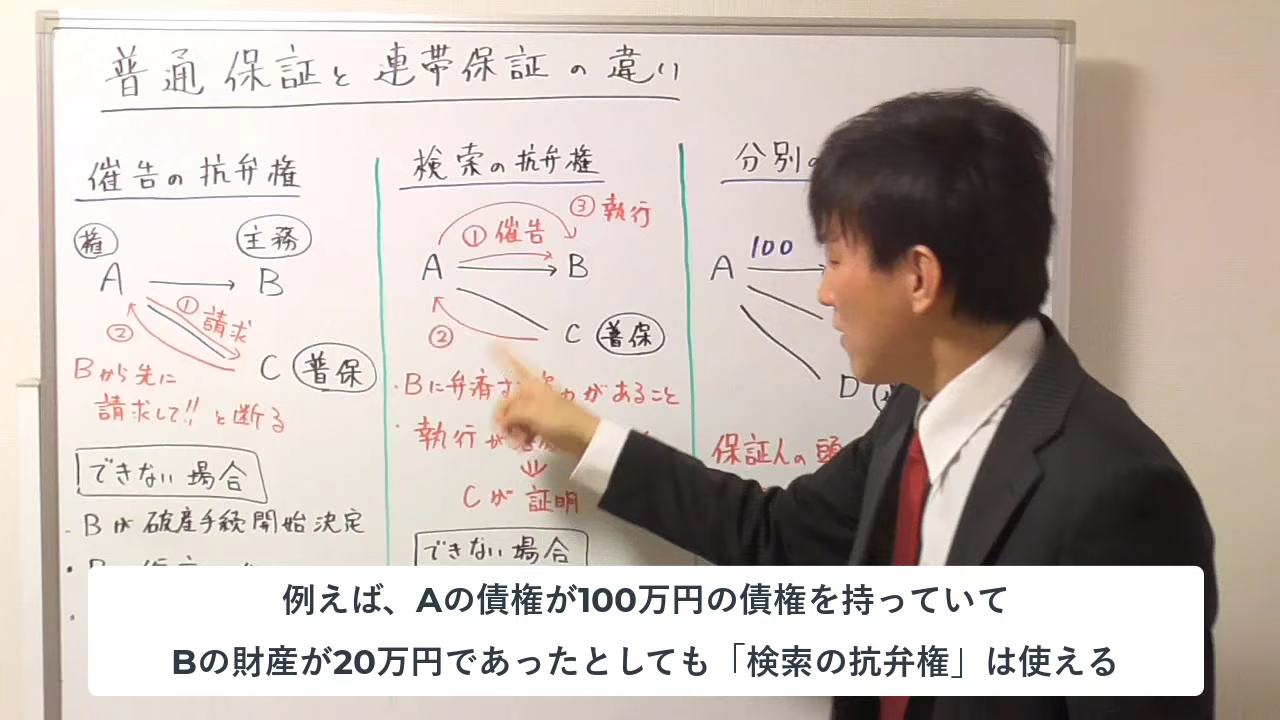 普通保証と連帯保証の違い
催告の抗弁権
権
主務
A
B
① 請求
②
C
普保
Bから先に
請求して!!と断る
できない場合
・Bが破産手続開始決定
検索の抗弁権
③執行
①催告
A
B
②
C
普保
・Bに弁済す
があること
・執行が
Cが証明
できない場合
分別
100
A
D
保証人の頭
例えば、Aの債権が100万円の債権を持っていて
Bの財産が20万円であったとしても「検索の抗弁権」は使える